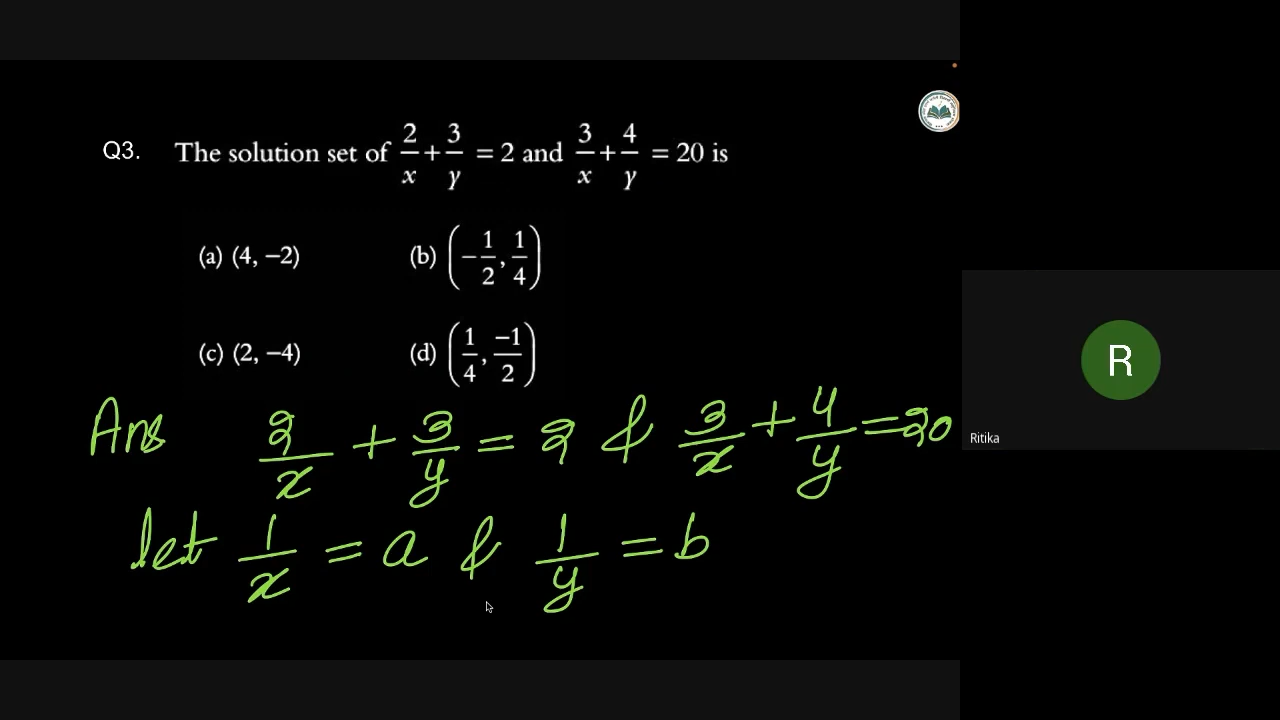 Q3. The solution set of 2/x + 3/y = 2 and 3/x + 4/y = 20 is
(a) (4, −2) (b) (−1/2, 1/4)
(c) (2, −4) (d) (1/4, −1/2)
Ans 2/x + 3/y = 2 & 3/x + 4/y = 20
let 1/x = a & 1/y = b
R
Ritika